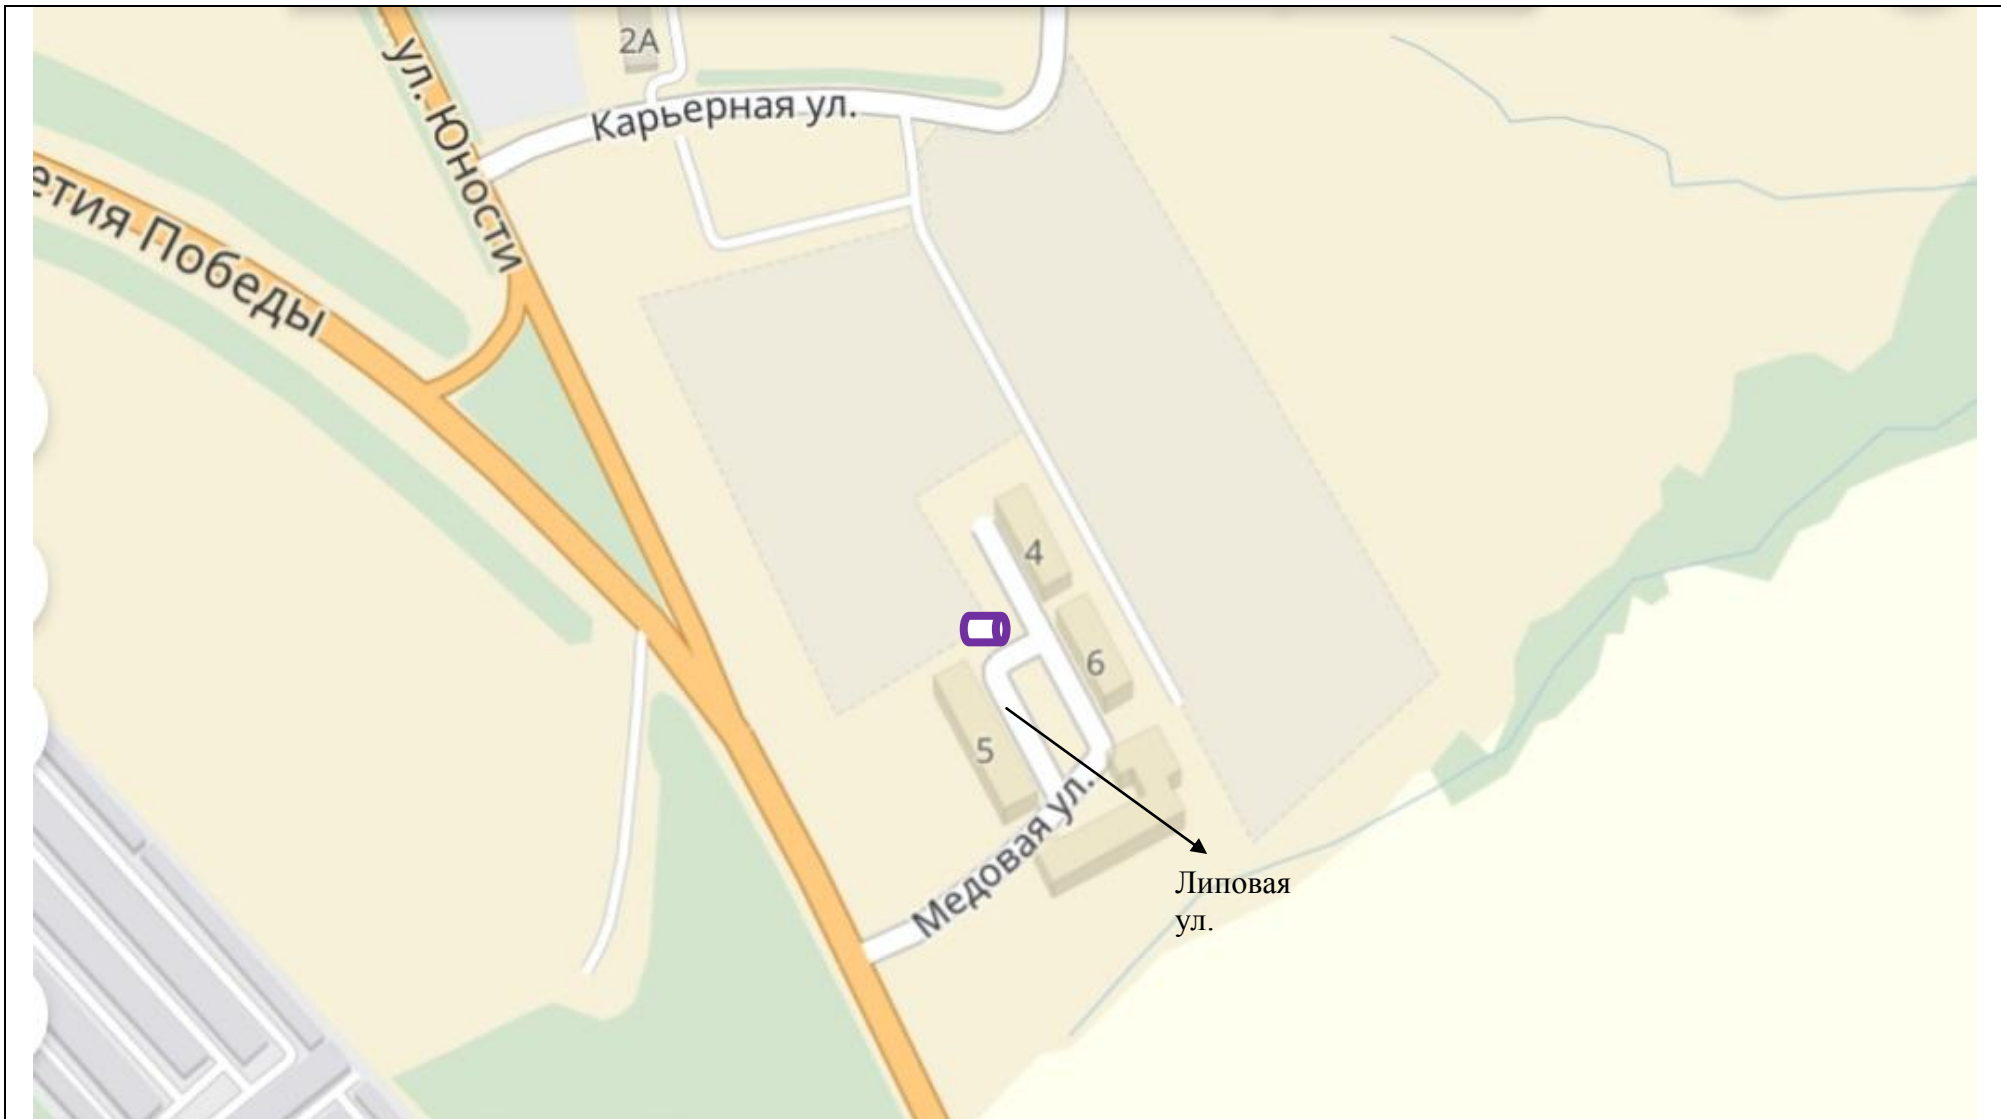 2А
ул. Юности
Карьерная ул.
етия Победы
4
6
5
Медовая ул.
Липовая
ул.